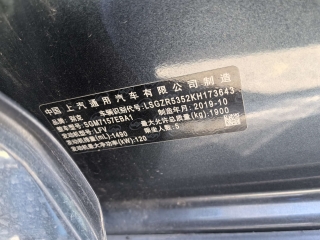 中国 上汽通用汽车有限公司 制造
品牌: 别克 车辆识别代号: LSGZR5352KH173643
整车型号: SGM7157EBA1 制造年月: 2019-10
发动机型号: LFV 最大允许总质量(kg): 1900
发动机排量(mL): 1490 乘坐人数: 5
发动机最大净功率(kW): 120